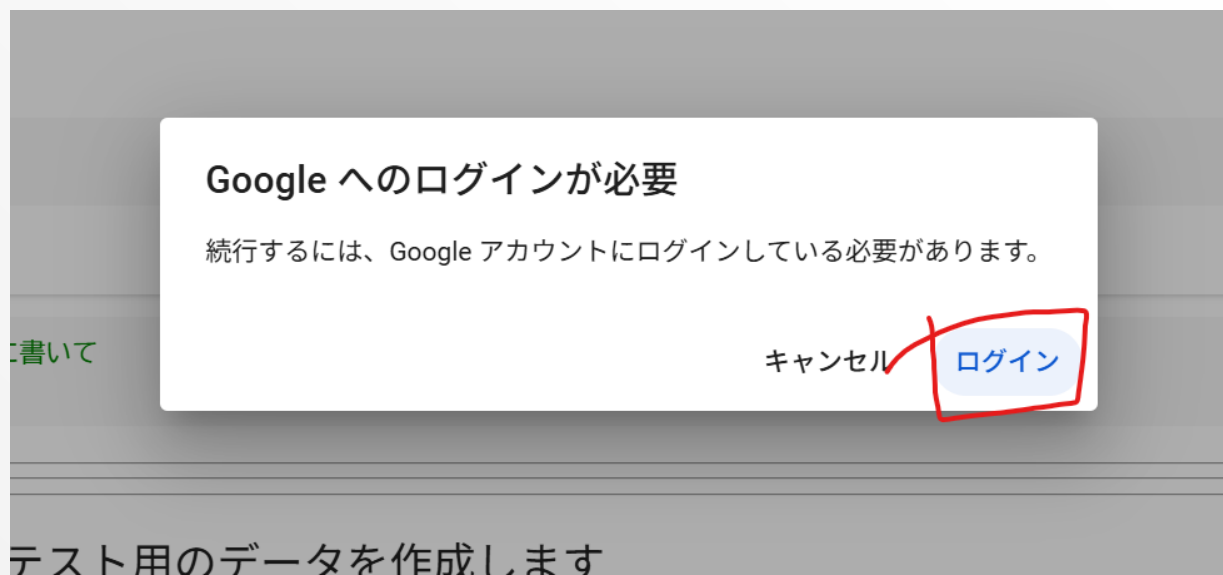 Google へのログインが必要
続行するには、Google アカウントにログインしている必要があります。
に書いて
キャンセル
ログイン
テスト用のデータを作成します